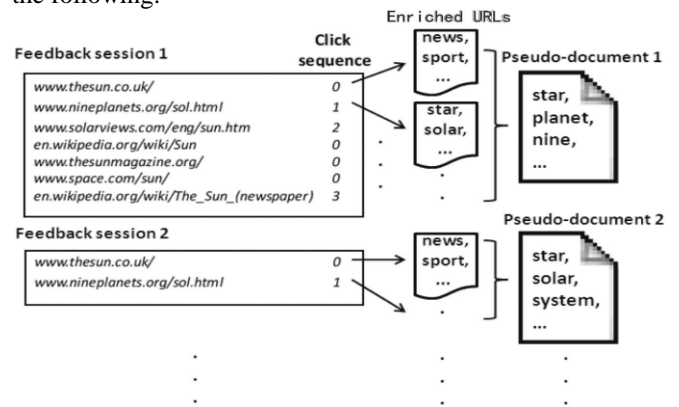 the following:
Enriched URLs
Feedback session 1
Click
sequence
www.thesun.co.uk/ 0
www.nineplanets.org/sol.html 1
www.solarviews.com/eng/sun.htm 2
en.wikipedia.org/wiki/Sun 0
www.thesunmagazine.org/ 0
www.space.com/sun/ 0
en.wikipedia.org/wiki/The_Sun_(newspaper) 3
news,
sport,
...
star,
solar,
...
Pseudo-document 1
star,
planet,
nine,
...
Feedback session 2
www.thesun.co.uk/ 0
www.nineplanets.org/sol.html 1
news,
sport,
...
Pseudo-document 2
star,
solar,
system,
...